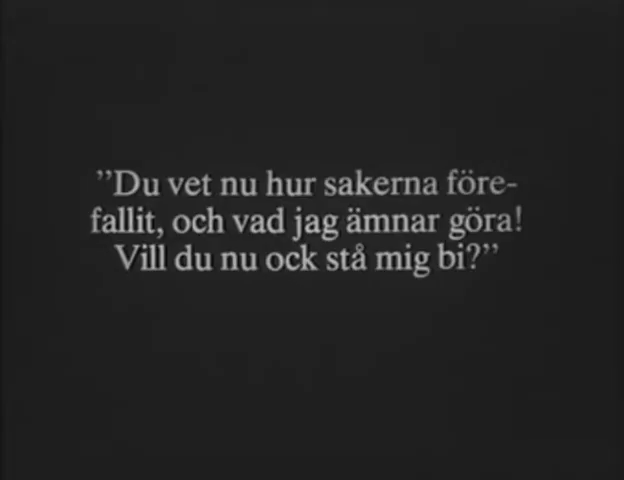 ”Du vet nu hur sakerna före-
fallit, och vad jag ämnar göra!
Vill du nu ock stå mig bi?”